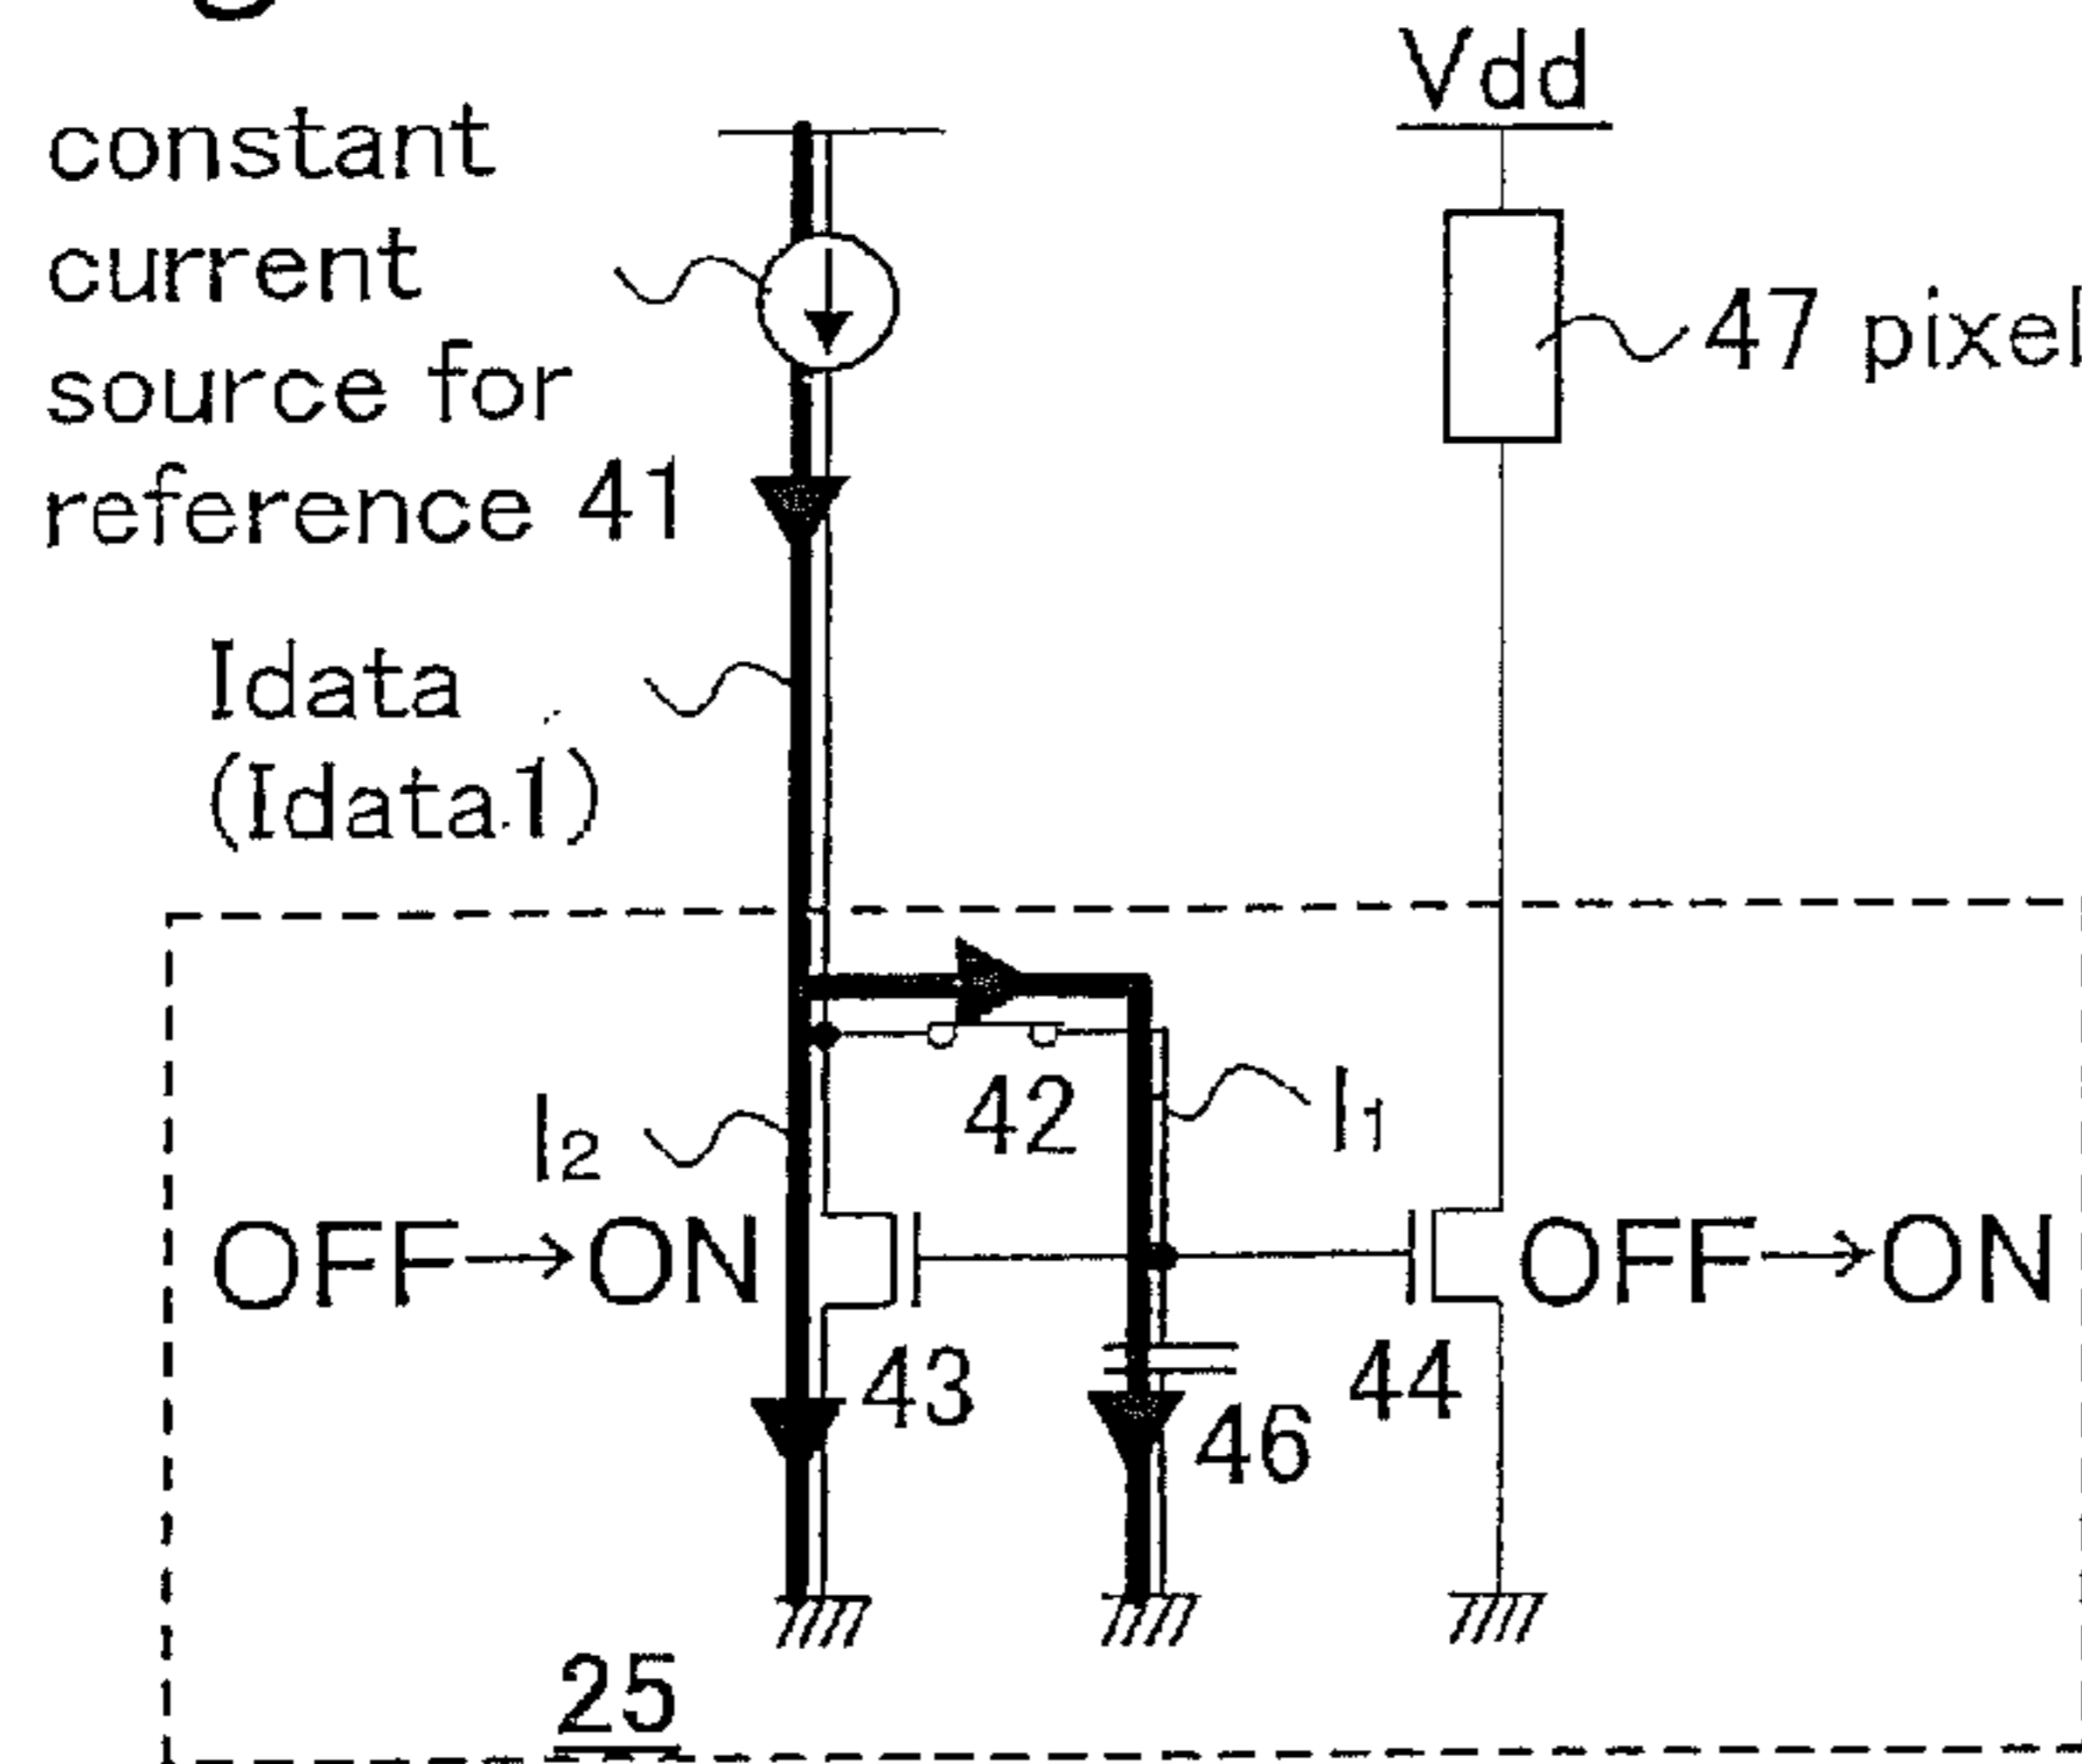 Vdd
constant
current
source for
reference 41
47 pixel
Idata
(Idata1)
I2
42
I1
OFF→ON
OFF→ON
43
44
46
25